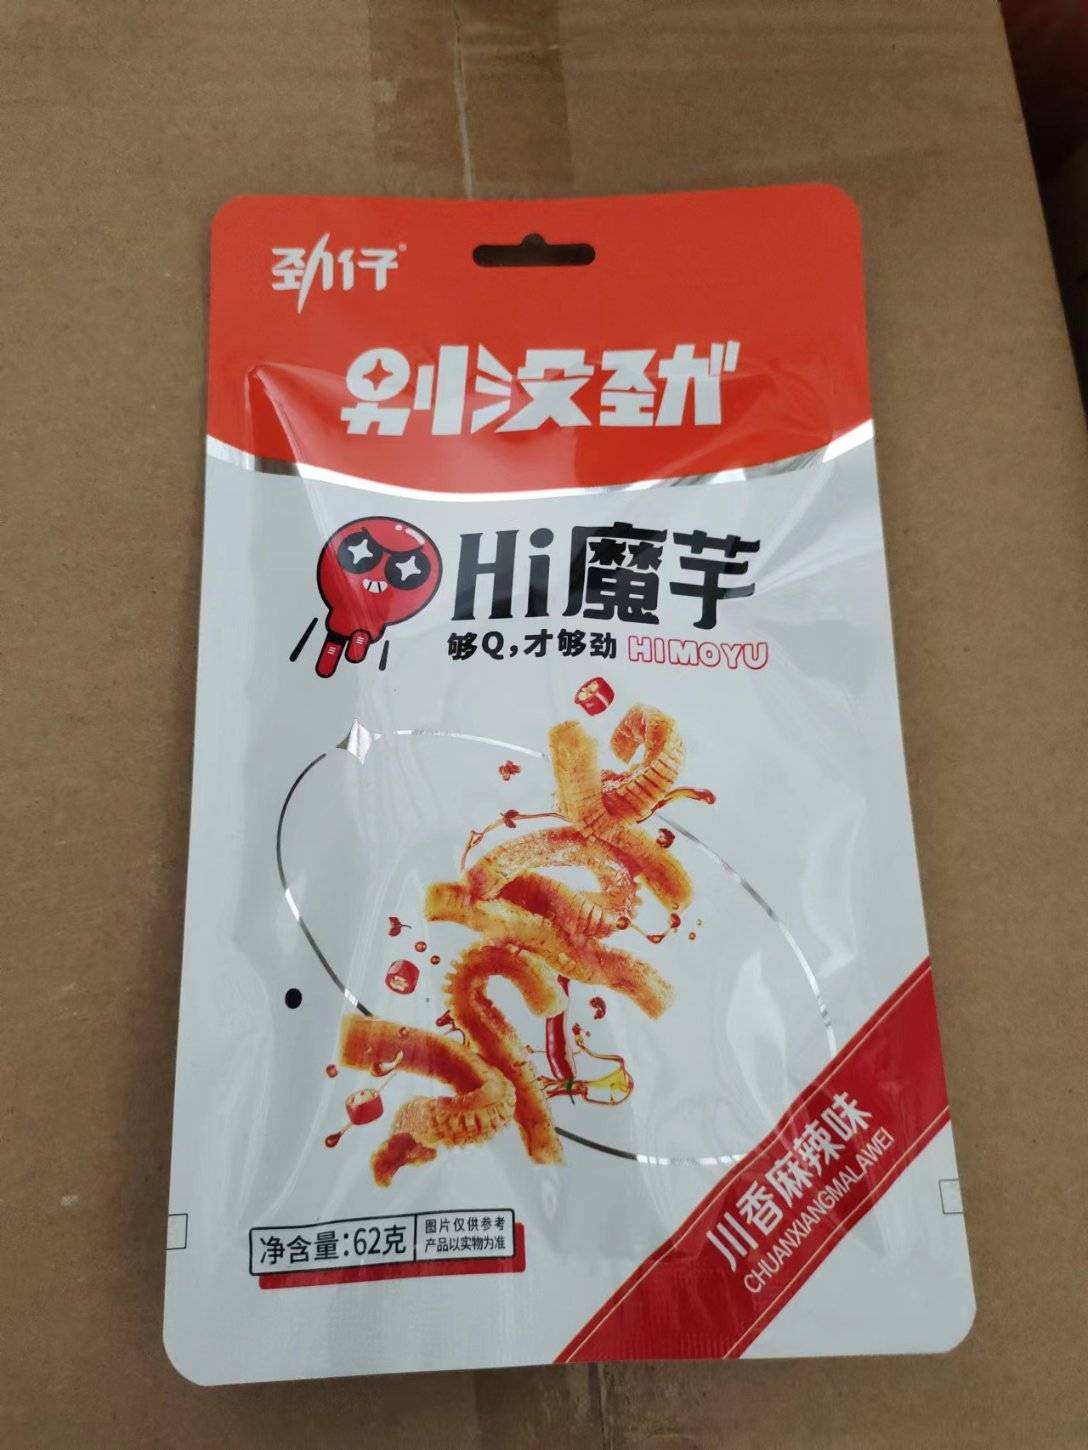 劲仔®
别没劲
Hi魔芋
够Q,才够劲 HIMOYU
川香麻辣味
CHUANXIANGMALAWEI
净含量:62克
图片仅供参考
产品以实物为准